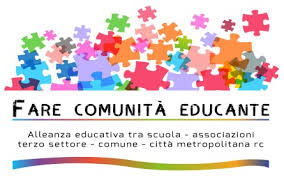 FARE COMUNITÀ EDUCANTE
Alleanza educativa tra scuola - associazioni
terzo settore - comune - città metropolitana rc